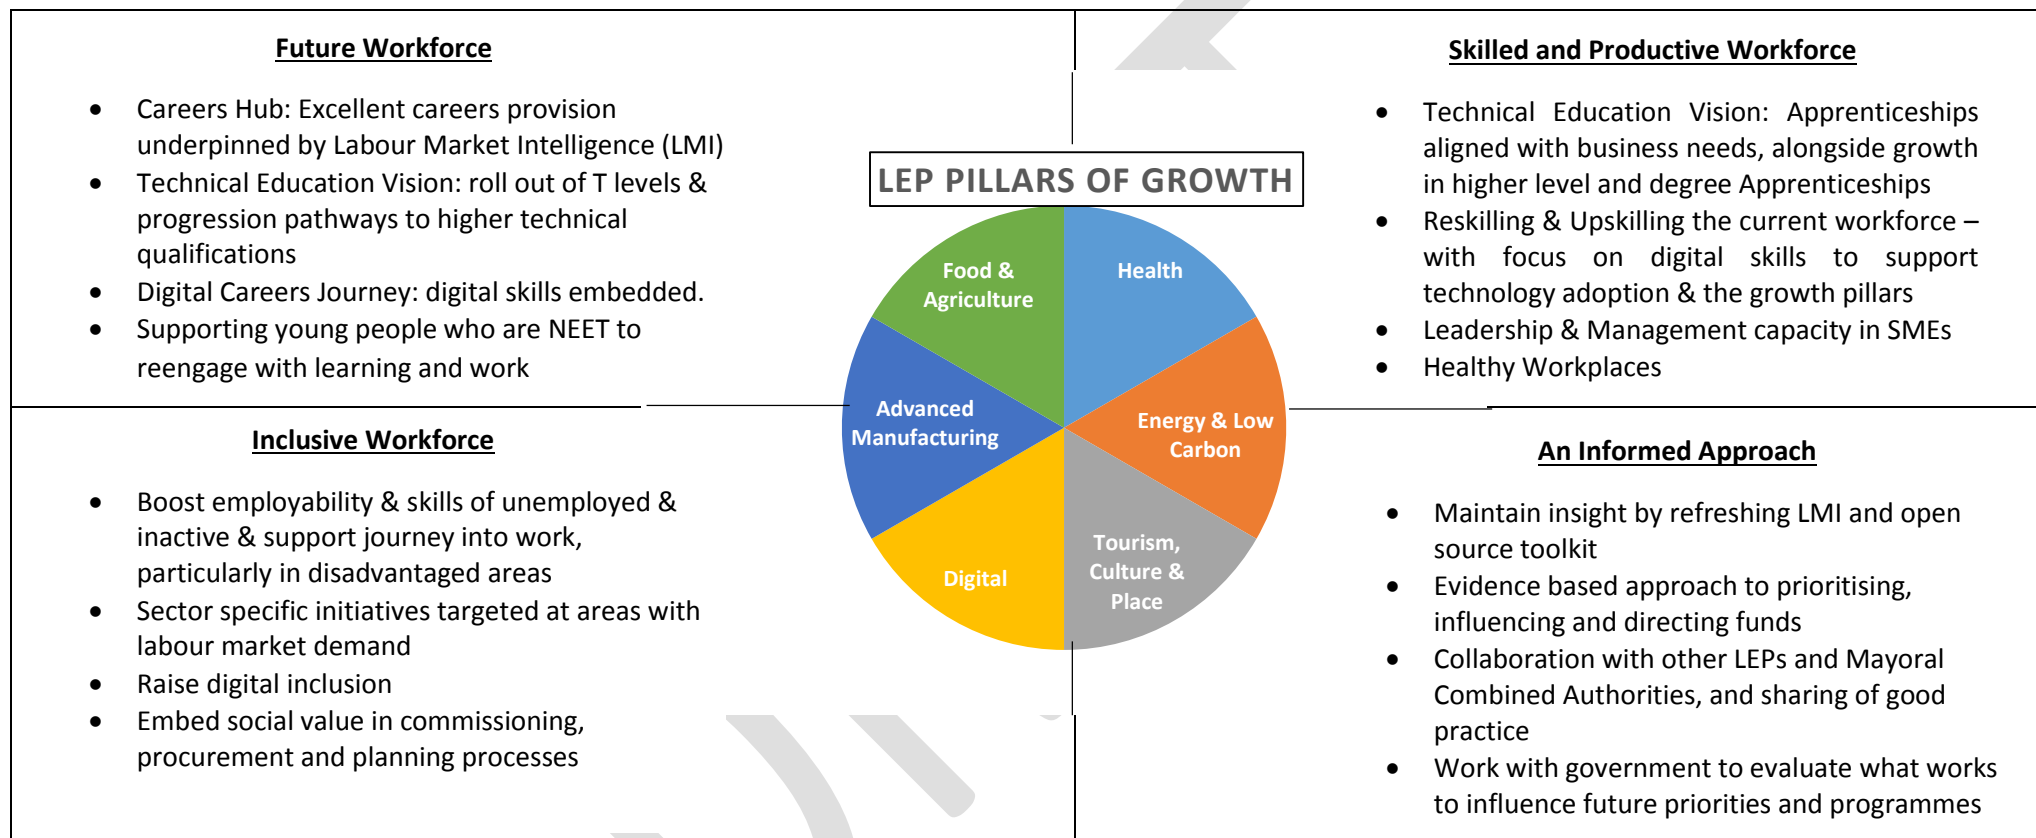 Future Workforce
• Careers Hub: Excellent careers provision
underpinned by Labour Market Intelligence (LMI)
• Technical Education Vision: roll out of T levels &
progression pathways to higher technical
qualifications
• Digital Careers Journey: digital skills embedded.
• Supporting young people who are NEET to
reengage with learning and work
Skilled and Productive Workforce
• Technical Education Vision: Apprenticeships
aligned with business needs, alongside growth
in higher level and degree Apprenticeships
• Reskilling & Upskilling the current workforce –
with focus on digital skills to support
technology adoption & the growth pillars
• Leadership & Management capacity in SMEs
• Healthy Workplaces
LEP PILLARS OF GROWTH
Food &
Agriculture
Health
Advanced
Manufacturing
Energy & Low
Carbon
Digital
Tourism,
Culture &
Place
Inclusive Workforce
• Boost employability & skills of unemployed &
inactive & support journey into work,
particularly in disadvantaged areas
• Sector specific initiatives targeted at areas with
labour market demand
• Raise digital inclusion
• Embed social value in commissioning,
procurement and planning processes
An Informed Approach
• Maintain insight by refreshing LMI and open
source toolkit
• Evidence based approach to prioritising,
influencing and directing funds
• Collaboration with other LEPs and Mayoral
Combined Authorities, and sharing of good
practice
• Work with government to evaluate what works
to influence future priorities and programmes